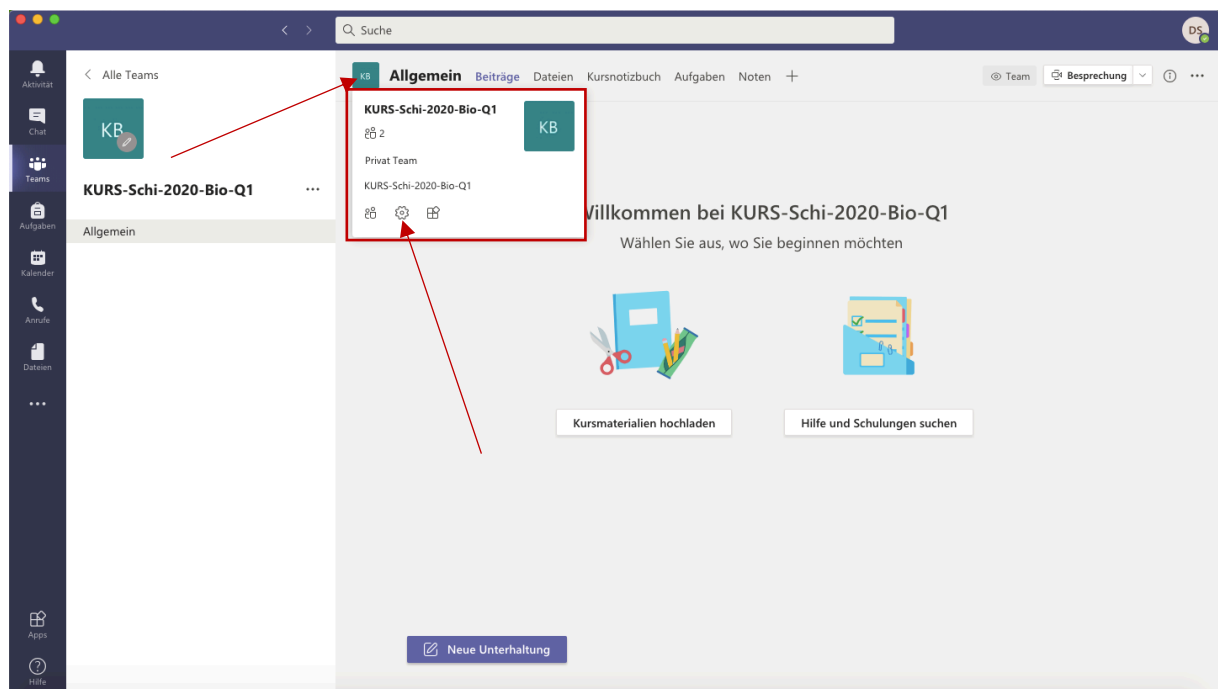 Suche
DS
Aktivität
Chat
Teams
Aufgaben
Kalender
Anrufe
Dateien
Apps
Hilfe
Alle Teams
KB
KURS-Schi-2020-Bio-Q1
Allgemein
KB Allgemein Beiträge Dateien Kursnotizbuch Aufgaben Noten
Team Besprechung
KURS-Schi-2020-Bio-Q1
KB
2
Privat Team
KURS-Schi-2020-Bio-Q1
Willkommen bei KURS-Schi-2020-Bio-Q1
Wählen Sie aus, wo Sie beginnen möchten
Kursmaterialien hochladen
Hilfe und Schulungen suchen
Neue Unterhaltung